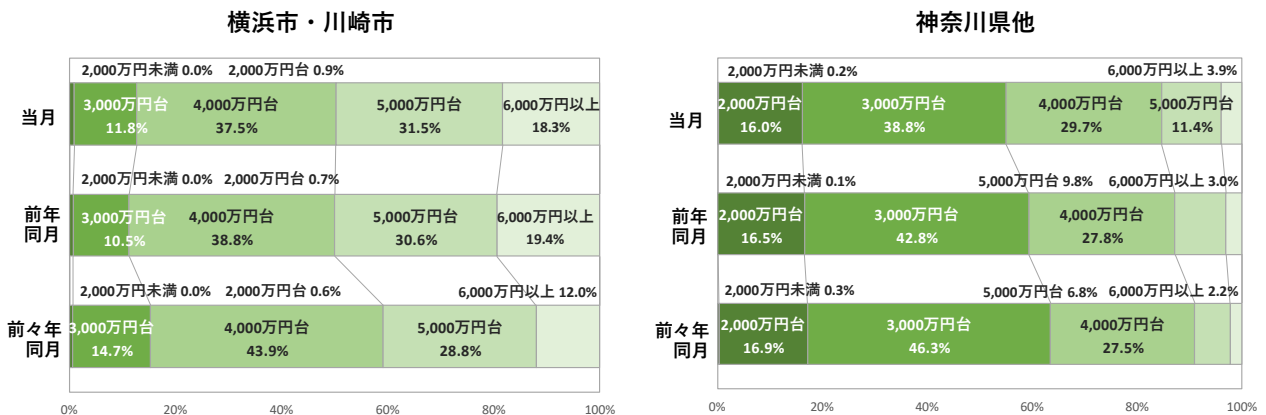 横浜市・川崎市
2,000万円未満 0.0% 2,000万円台 0.9%
当月
3,000万円台 4,000万円台 5,000万円台 6,000万円以上
11.8% 37.5% 31.5% 18.3%
2,000万円未満 0.0% 2,000万円台 0.7%
前年
同月
3,000万円台 4,000万円台 5,000万円台 6,000万円以上
10.5% 38.8% 30.6% 19.4%
2,000万円未満 0.0% 2,000万円台 0.6% 6,000万円以上 12.0%
前々年
同月
3,000万円台 4,000万円台 5,000万円台
14.7% 43.9% 28.8%
0% 20% 40% 60% 80% 100%
神奈川県他
2,000万円未満 0.2% 6,000万円以上 3.9%
当月
2,000万円台 3,000万円台 4,000万円台 5,000万円台
16.0% 38.8% 29.7% 11.4%
2,000万円未満 0.1% 5,000万円台 9.8% 6,000万円以上 3.0%
前年
同月
2,000万円台 3,000万円台 4,000万円台
16.5% 42.8% 27.8%
2,000万円未満 0.3% 5,000万円台 6.8% 6,000万円以上 2.2%
前々年
同月
2,000万円台 3,000万円台 4,000万円台
16.9% 46.3% 27.5%
0% 20% 40% 60% 80% 100%